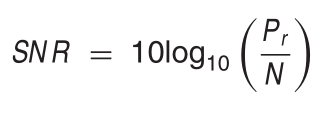 SNR = 10log₁₀ (Pᵣ/N)